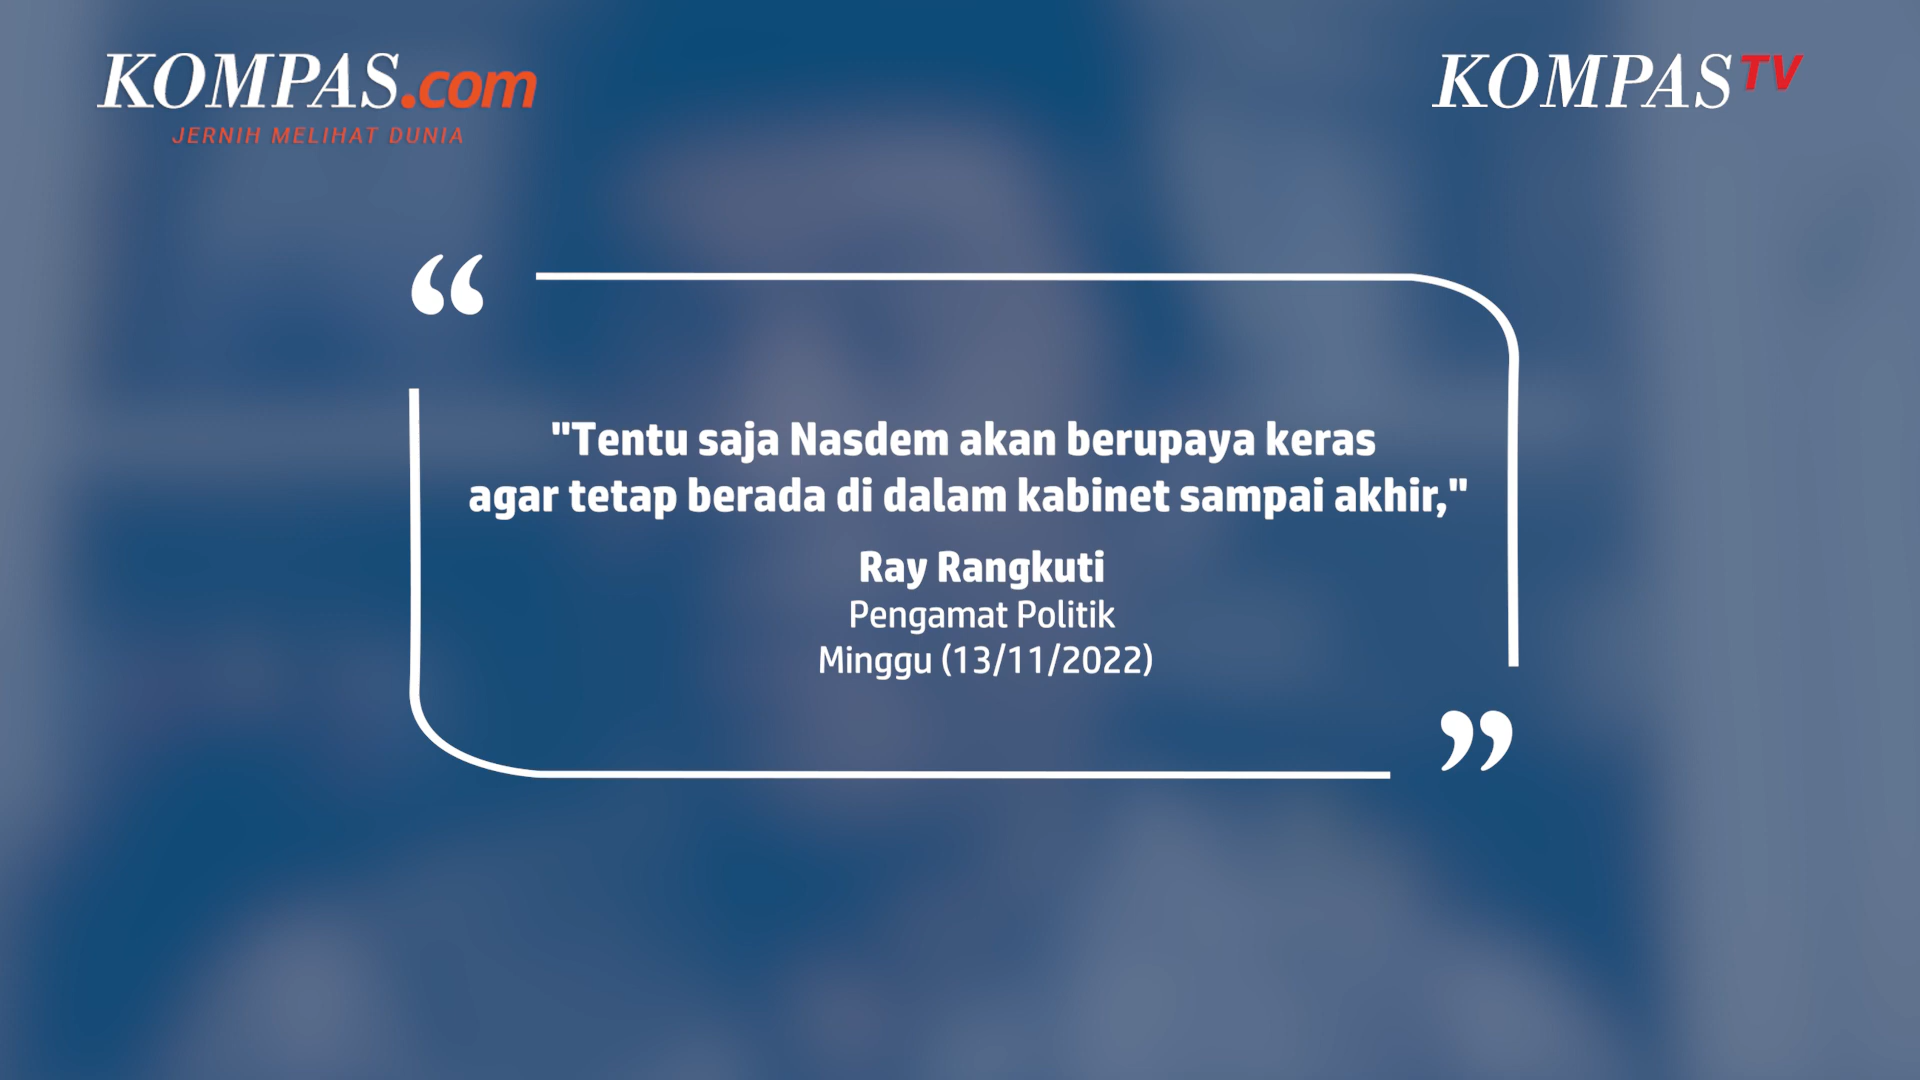 KOMPAS.com
JERNIH MELIHAT DUNIA
KOMPAS TV
"Tentu saja Nasdem akan berupaya keras
agar tetap berada di dalam kabinet sampai akhir,"
Ray Rangkuti
Pengamat Politik
Minggu (13/11/2022)